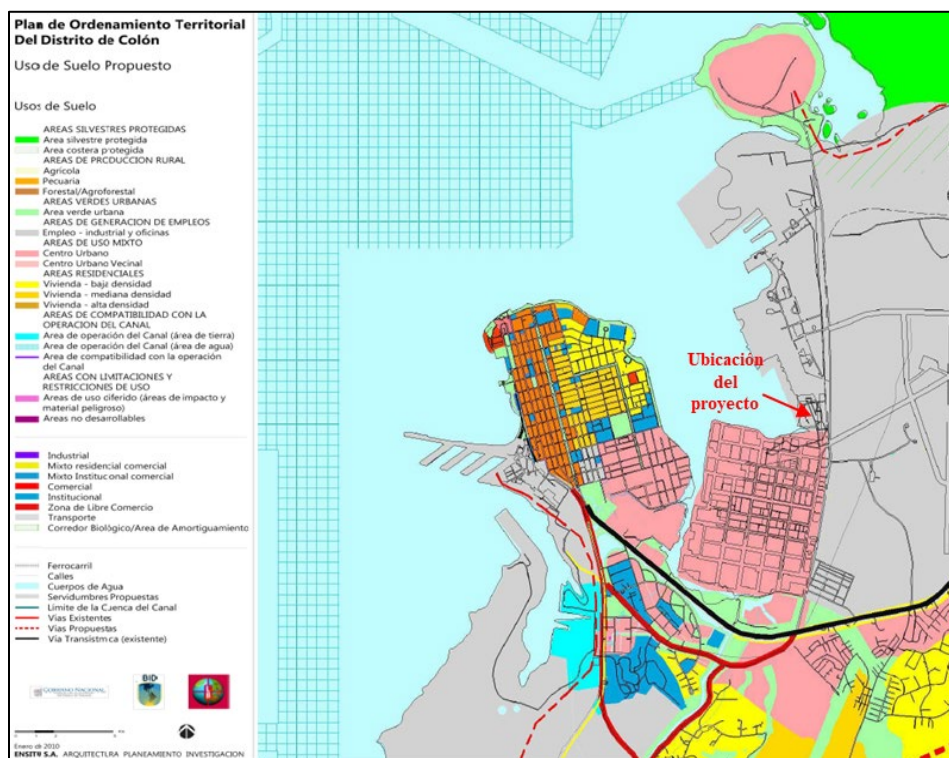 Plan de Ordenamiento Territorial
Del Distrito de Colón
Uso de Suelo Propuesto
Usos de Suelo
AREAS SILVESTRES PROTEGIDAS
Area silvestre protegida
Area costera protegida
AREAS DE PRODUCCION RURAL
Agricola
Pecuaria
Forestal/Agroforestal
AREAS VERDES URBANAS
Area verde urbana
AREAS DE GENERACION DE EMPLEOS
Empleo - industrial y oficinas
AREAS DE USO MIXTO
Centro Urbano
Centro Urbano Vecinal
AREAS RESIDENCIALES
Vivienda - baja densidad
Vivienda - mediana densidad
Vivienda - alta densidad
AREAS DE COMPATIBILIDAD CON LA
OPERACION DEL CANAL
Area de operación del Canal (área de tierra)
Area de operación del Canal (área de agua)
Area de compatibilidad con la operación
del Canal
AREAS CON LIMITACIONES Y
RESTRICCIONES DE USO
Areas de uso diferido (áreas de impacto y
material peligroso)
Areas no desarrollables
Industrial
Mixto residencial comercial
Mixto Institucional comercial
Comercial
Institucional
Zona de Libre Comercio
Transporte
Corredor Biológico/Area de Amortiguamiento
Ferrocarril
Calles
Cuerpos de Agua
Servidumbres Propuestas
Limite de la Cuenca del Canal
Vias Existentes
Vias Propuestas
Via Transistmica (existente)
GOBIERNO NACIONAL
BID
Enero de 2010
ENSITU S.A. ARQUITECTURA PLANEAMIENTO INVESTIGACION
Ubicación
del
proyecto